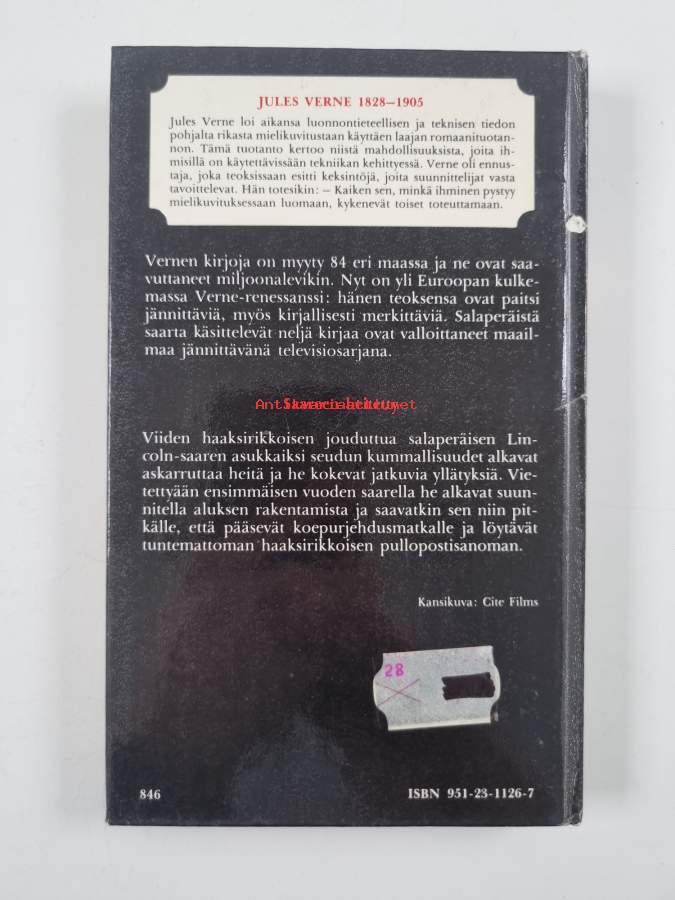 JULES VERNE 1828–1905
Jules Verne loi aikansa luonnontieteellisen ja teknisen tiedon
pohjalta rikasta mielikuvitustaan käyttäen laajan romaanituotan-
non. Tämä tuotanto kertoo niistä mahdollisuuksista, joita ih-
misillä on käytettävissään tekniikan kehittyessä. Verne oli ennus-
taja, joka teoksissaan esitti keksintöjä, joita suunnittelijat vasta
tavoittelevat. Hän totesikin: – Kaiken sen, minkä ihminen pystyy
mielikuvituksessaan luomaan, kykenevät toiset toteuttamaan.
Vernen kirjoja on myyty 84 eri maassa ja ne ovat saa-
vuttaneet miljoonalevikin. Nyt on yli Euroopan kulke-
massa Verne-renessanssi: hänen teoksensa ovat paitsi
jännittäviä, myös kirjallisesti merkittäviä. Salaperäistä
saarta käsittelevät neljä kirjaa ovat valloittaneet maail-
maa jännittävänä televisiosarjana.
Viiden haaksirikkoisen jouduttua salaperäisen Lin-
coln-saaren asukkaiksi seudun kummallisuudet alkavat
askarruttaa heitä ja he kokevat jatkuvia yllätyksiä. Vie-
tettyään ensimmäisen vuoden saarella he alkavat suun-
nitella aluksen rakentamista ja saavatkin sen niin pit-
källe, että pääsevät koepurjehdusmatkalle ja löytävät
tuntemattoman haaksirikkoisen pullopostisanoman.
Kansikuva: Cite Films
28
846
ISBN 951-23-1126-7